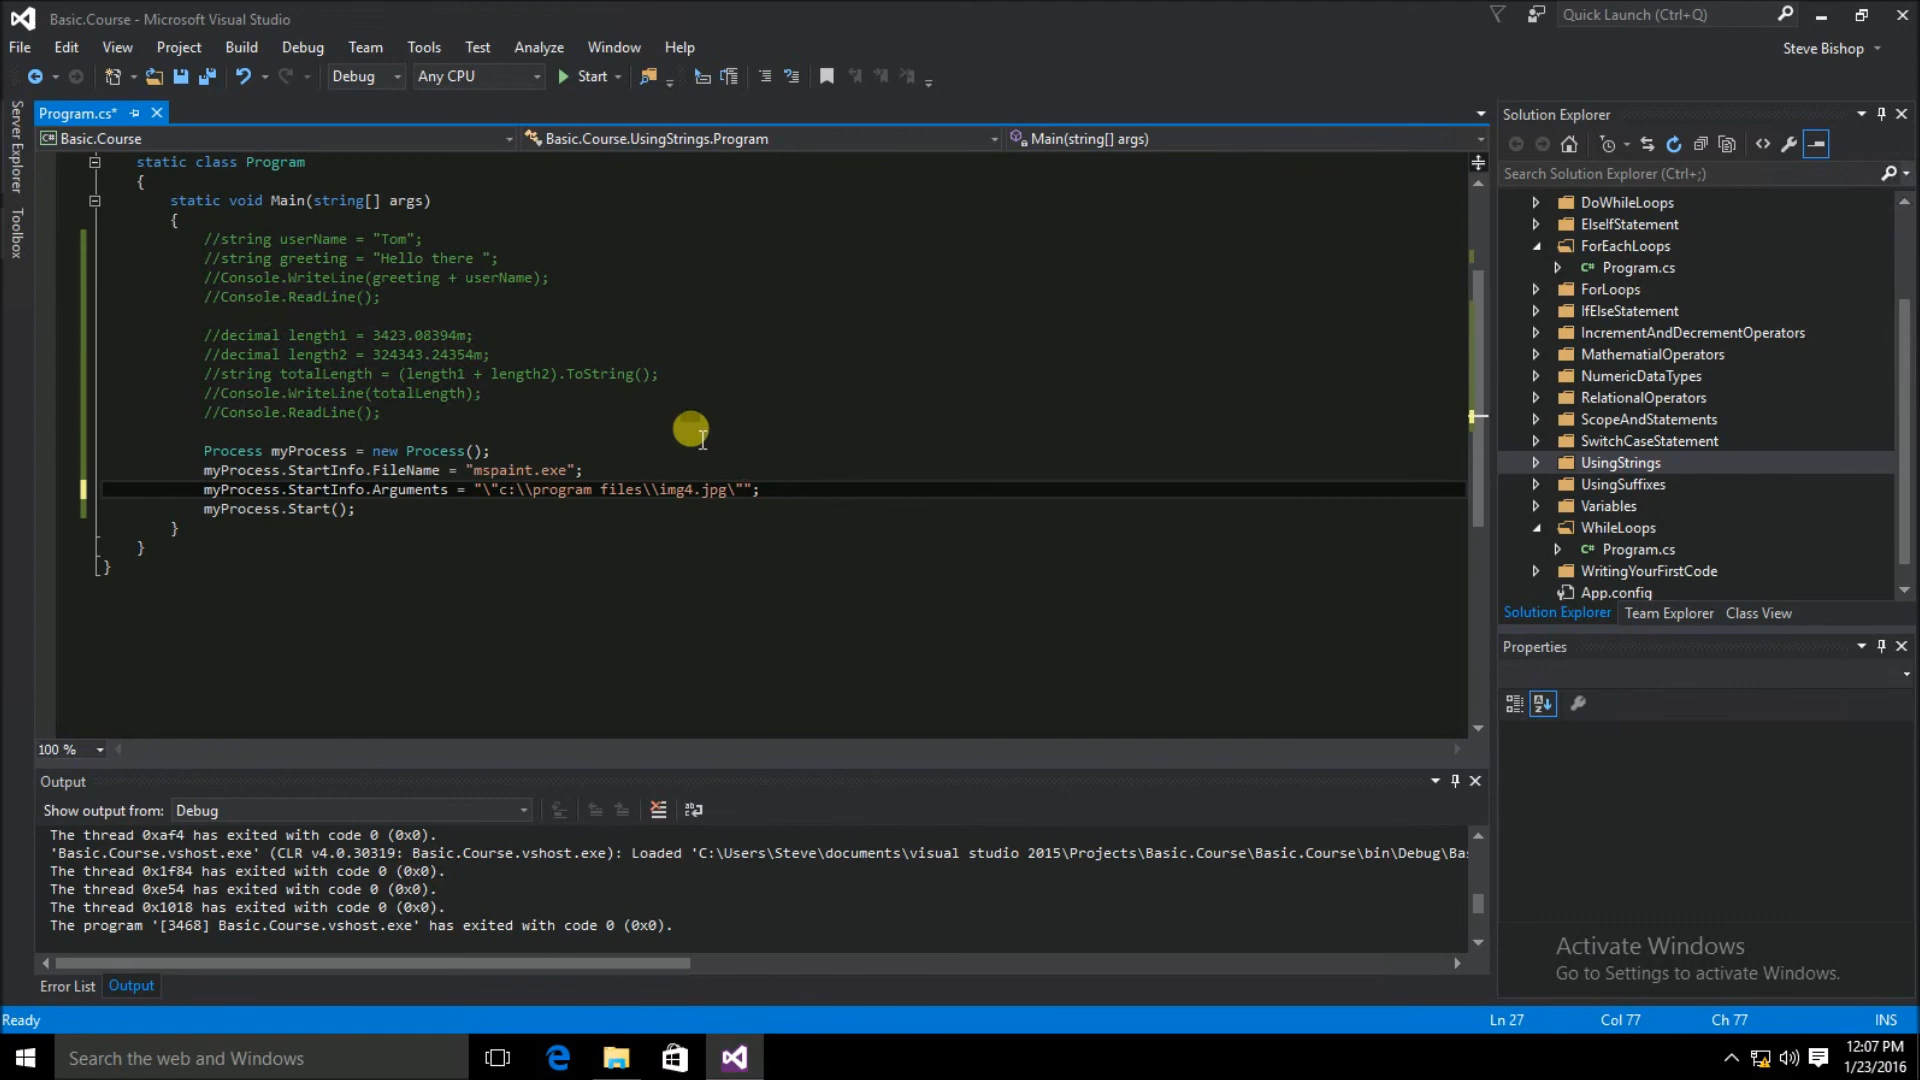 Basic.Course - Microsoft Visual Studio
Quick Launch (Ctrl+Q)
File Edit View Project Build Debug Team Tools Test Analyze Window Help
Steve Bishop
Debug Any CPU Start
Server Explorer
Toolbox
Program.cs*
Basic.Course Basic.Course.UsingStrings.Program Main(string[] args)
static class Program
{
static void Main(string[] args)
{
//string userName = "Tom";
//string greeting = "Hello there ";
//Console.WriteLine(greeting + userName);
//Console.ReadLine();
//decimal length1 = 3423.08394m;
//decimal length2 = 324343.24354m;
//string totalLength = (length1 + length2).ToString();
//Console.WriteLine(totalLength);
//Console.ReadLine();
Process myProcess = new Process();
myProcess.StartInfo.FileName = "mspaint.exe";
myProcess.StartInfo.Arguments = "\"c:\\program files\\img4.jpg\"";
myProcess.Start();
}
}
}
100 %
Output
Show output from: Debug
The thread 0xaf4 has exited with code 0 (0x0).
'Basic.Course.vshost.exe' (CLR v4.0.30319: Basic.Course.vshost.exe): Loaded 'C:\Users\Steve\documents\visual studio 2015\Projects\Basic.Course\Basic.Course\bin\Debug\Ba
The thread 0x1f84 has exited with code 0 (0x0).
The thread 0xe54 has exited with code 0 (0x0).
The thread 0x1018 has exited with code 0 (0x0).
The program '[3468] Basic.Course.vshost.exe' has exited with code 0 (0x0).
Error List Output
Solution Explorer
Search Solution Explorer (Ctrl+;)
DoWhileLoops
ElseIfStatement
ForEachLoops
C# Program.cs
ForLoops
IfElseStatement
IncrementAndDecrementOperators
MathematialOperators
NumericDataTypes
RelationalOperators
ScopeAndStatements
SwitchCaseStatement
UsingStrings
UsingSuffixes
Variables
WhileLoops
C# Program.cs
WritingYourFirstCode
App.config
Solution Explorer Team Explorer Class View
Properties
Activate Windows
Go to Settings to activate Windows.
Ready Ln 27 Col 77 Ch 77 INS
Search the web and Windows
12:07 PM
1/23/2016